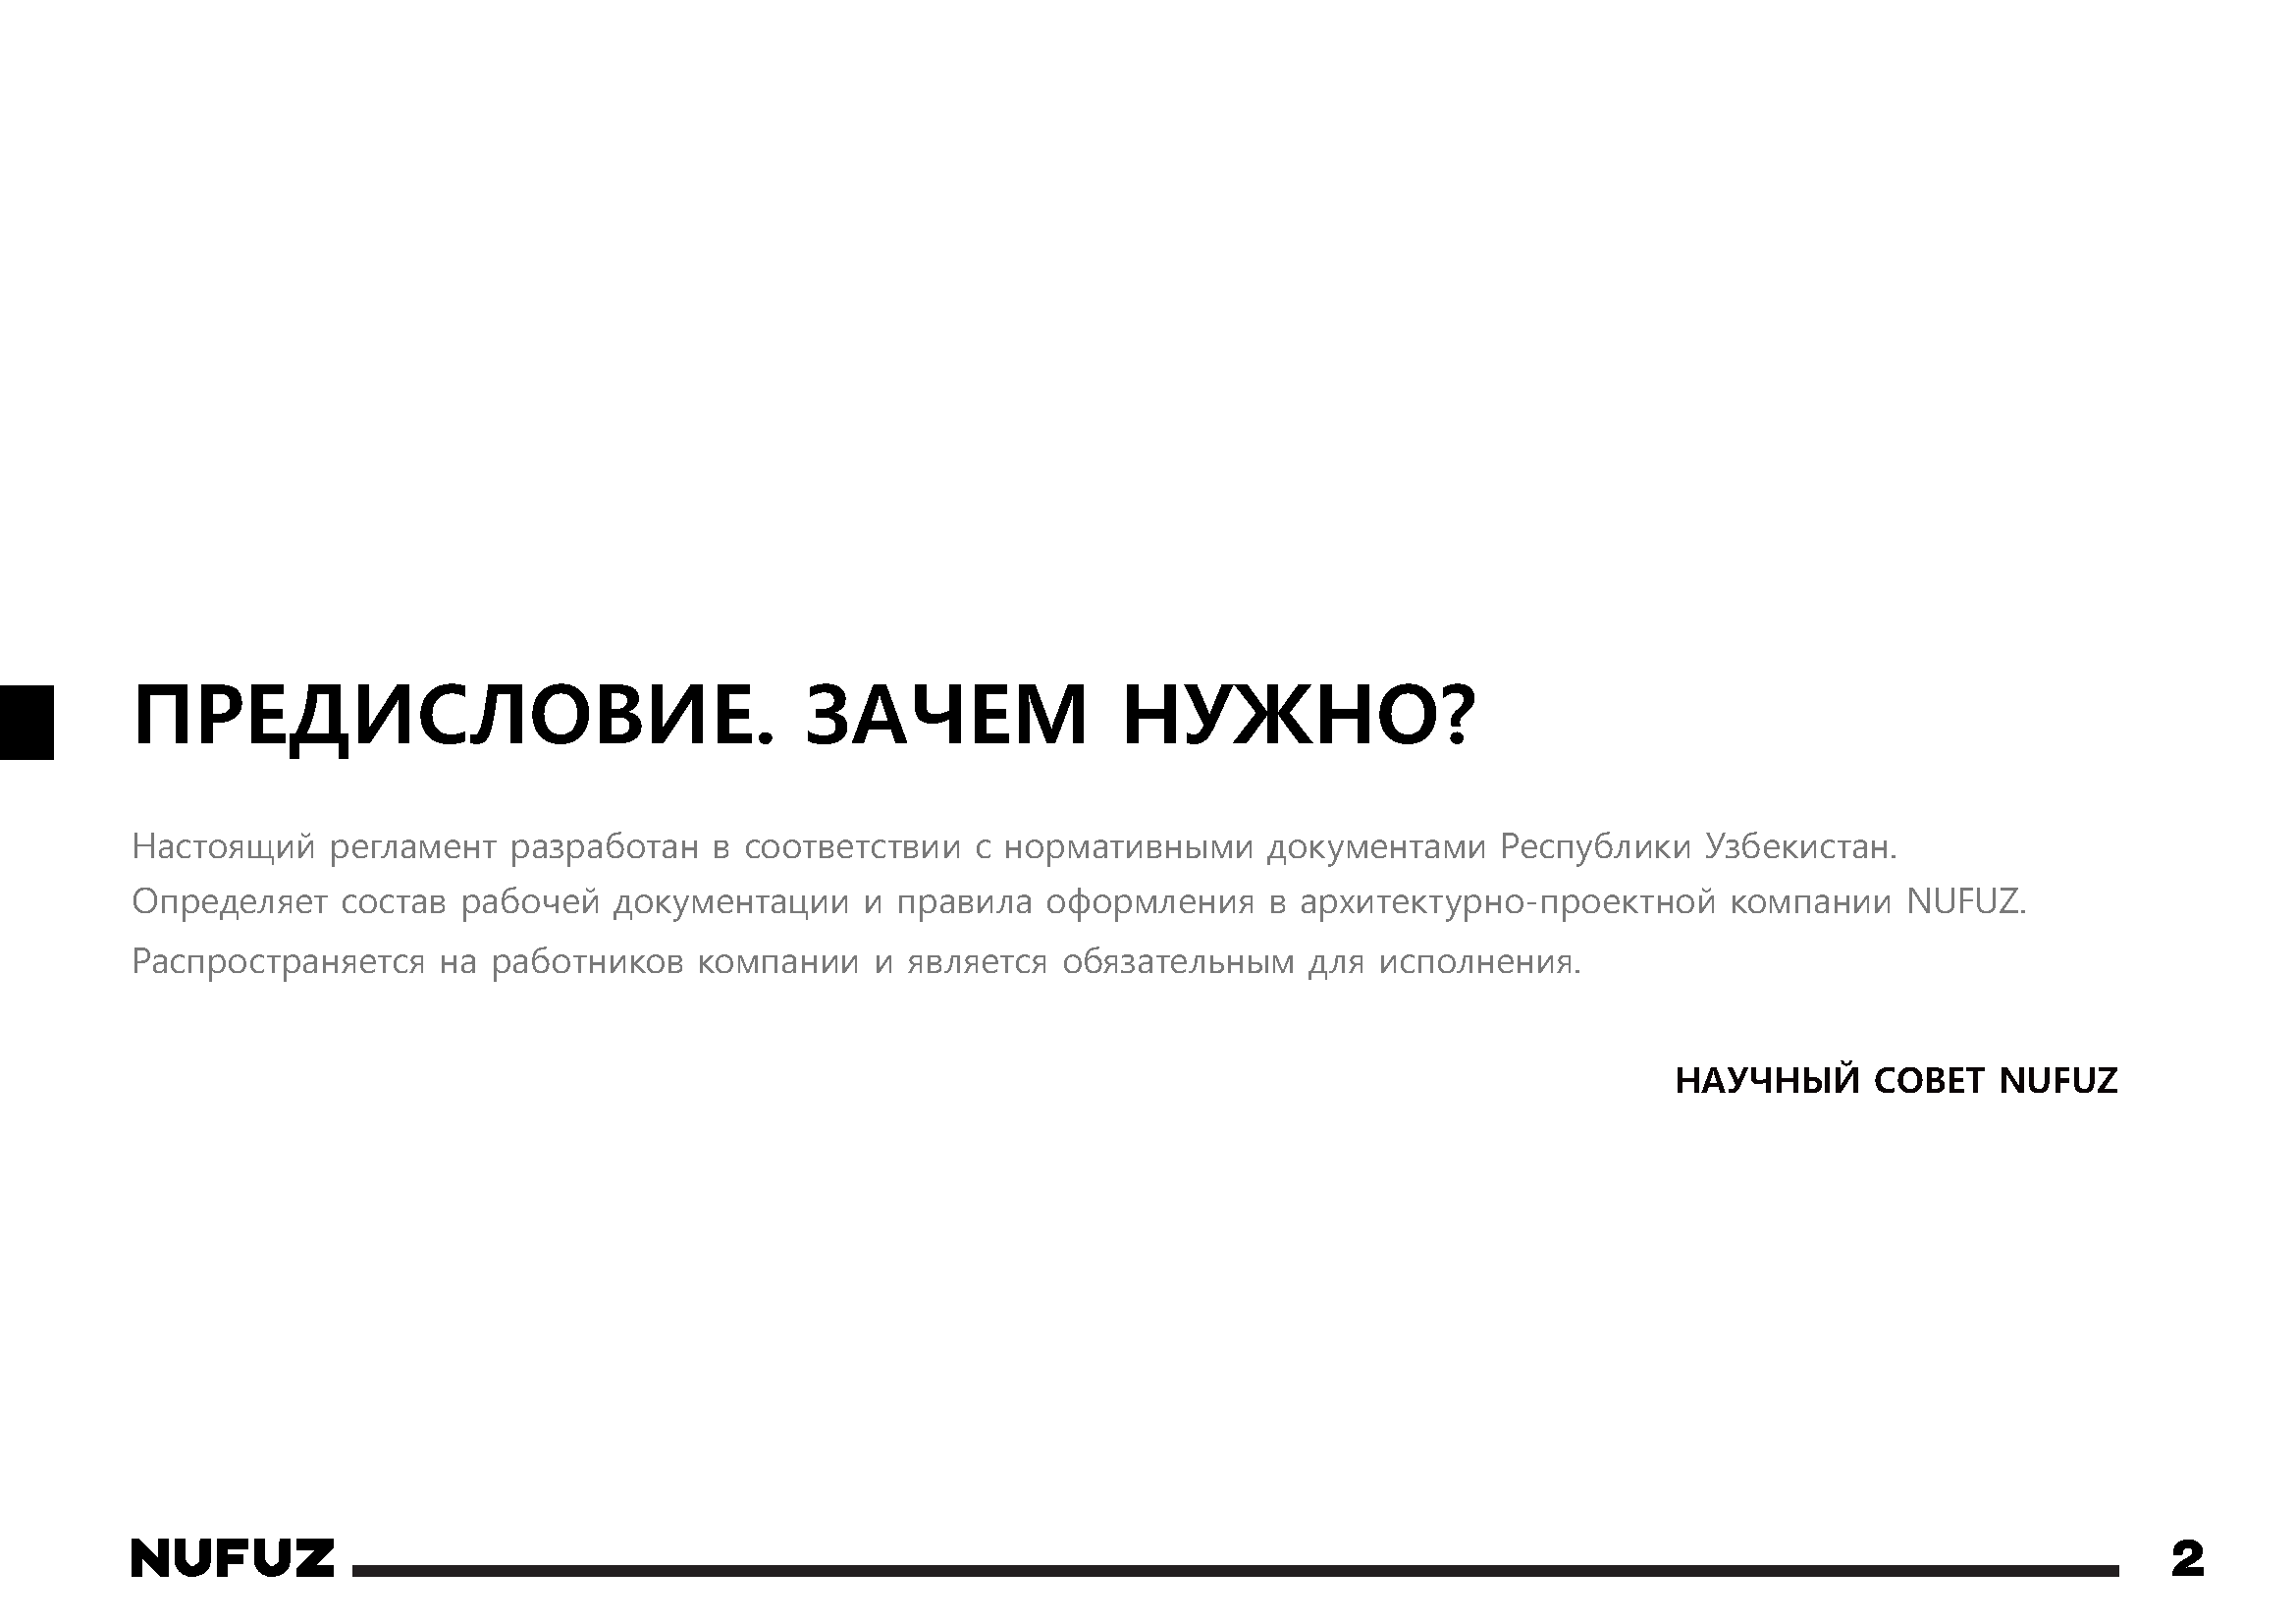 ПРЕДИСЛОВИЕ. ЗАЧЕМ НУЖНО?
Настоящий регламент разработан в соответствии с нормативными документами Республики Узбекистан.
Определяет состав рабочей документации и правила оформления в архитектурно-проектной компании NUFUZ.
Распространяется на работников компании и является обязательным для исполнения.
НАУЧНЫЙ СОВЕТ NUFUZ
NUFUZ 2